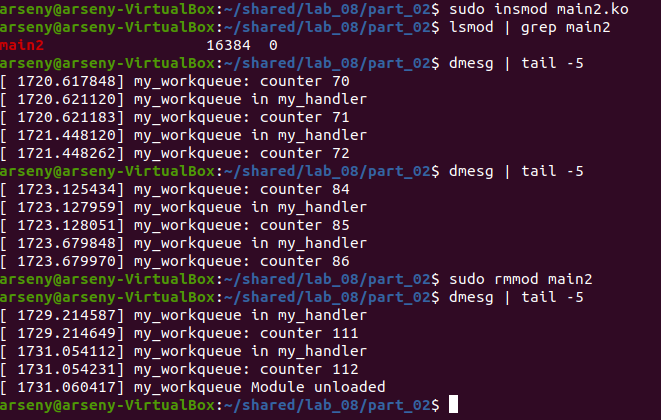 arseny@arseny-VirtualBox:~/shared/lab_08/part_02$ sudo insmod main2.ko
arseny@arseny-VirtualBox:~/shared/lab_08/part_02$ lsmod | grep main2
main2                  16384  0
arseny@arseny-VirtualBox:~/shared/lab_08/part_02$ dmesg | tail -5
[ 1720.617848] my_workqueue: counter 70
[ 1720.621120] my_workqueue in my_handler
[ 1720.621183] my_workqueue: counter 71
[ 1721.448120] my_workqueue in my_handler
[ 1721.448262] my_workqueue: counter 72
arseny@arseny-VirtualBox:~/shared/lab_08/part_02$ dmesg | tail -5
[ 1723.125434] my_workqueue: counter 84
[ 1723.127959] my_workqueue in my_handler
[ 1723.128051] my_workqueue: counter 85
[ 1723.679848] my_workqueue in my_handler
[ 1723.679970] my_workqueue: counter 86
arseny@arseny-VirtualBox:~/shared/lab_08/part_02$ sudo rmmod main2
arseny@arseny-VirtualBox:~/shared/lab_08/part_02$ dmesg | tail -5
[ 1729.214587] my_workqueue in my_handler
[ 1729.214649] my_workqueue: counter 111
[ 1731.054112] my_workqueue in my_handler
[ 1731.054231] my_workqueue: counter 112
[ 1731.060417] my_workqueue Module unloaded
arseny@arseny-VirtualBox:~/shared/lab_08/part_02$